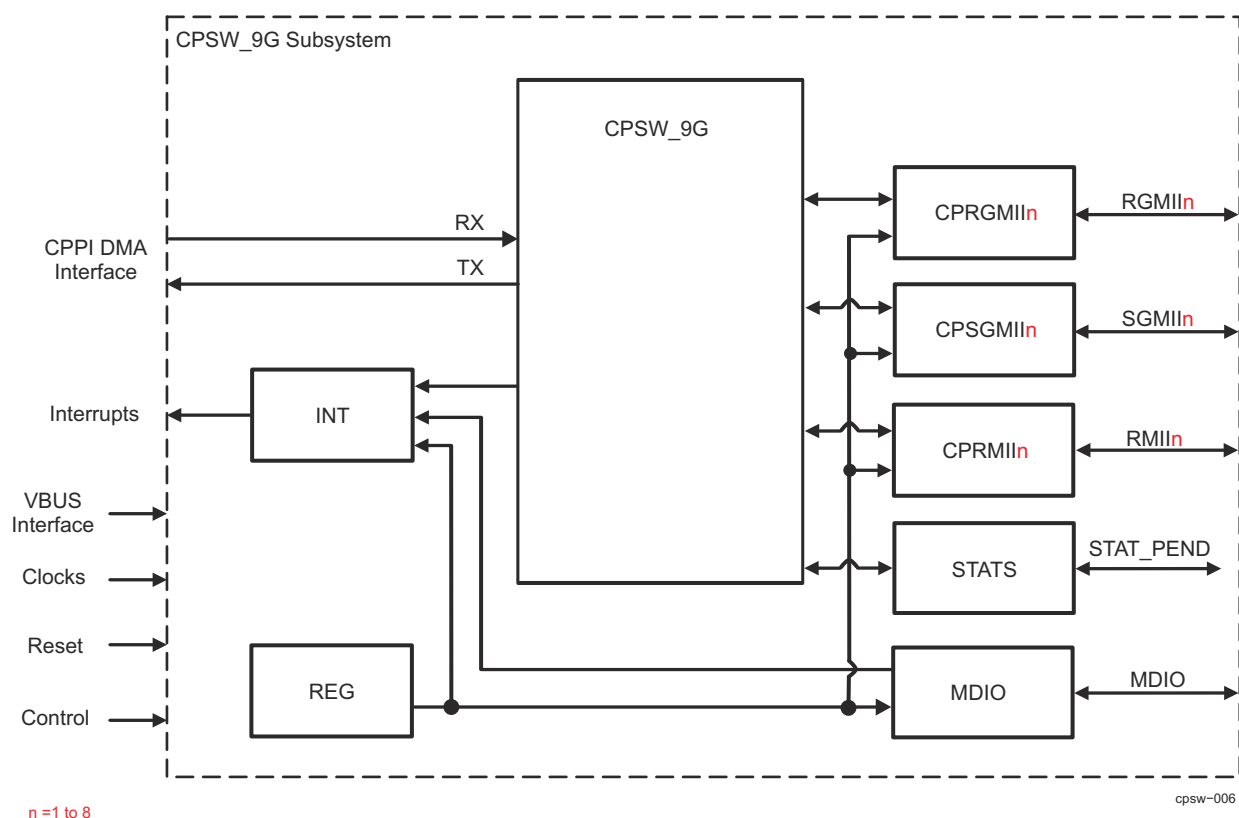 CPSW_9G Subsystem
CPSW_9G
CPPI DMA
Interface
RX
TX
CPRGMIIn
RGMIIn
CPSGMIIn
SGMIIn
Interrupts
INT
CPRMIIn
RMIIn
VBUS
Interface
Clocks
STATS
STAT_PEND
Reset
REG
MDIO
MDIO
Control
n =1 to 8
cpsw−006